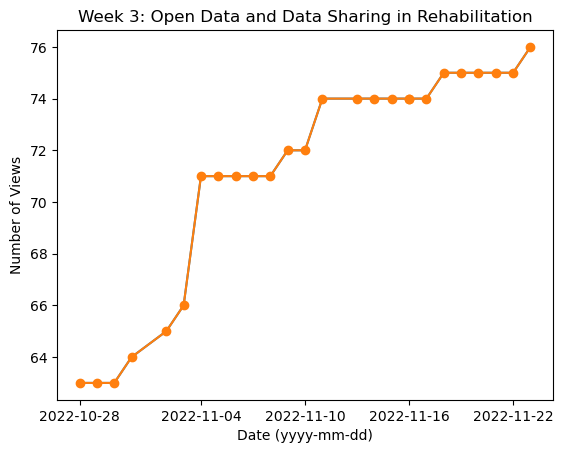 Week 3: Open Data and Data Sharing in Rehabilitation
76
74
72
70
68
66
64
Number of Views
2022-10-28 2022-11-04 2022-11-10 2022-11-16 2022-11-22
Date (yyyy-mm-dd)